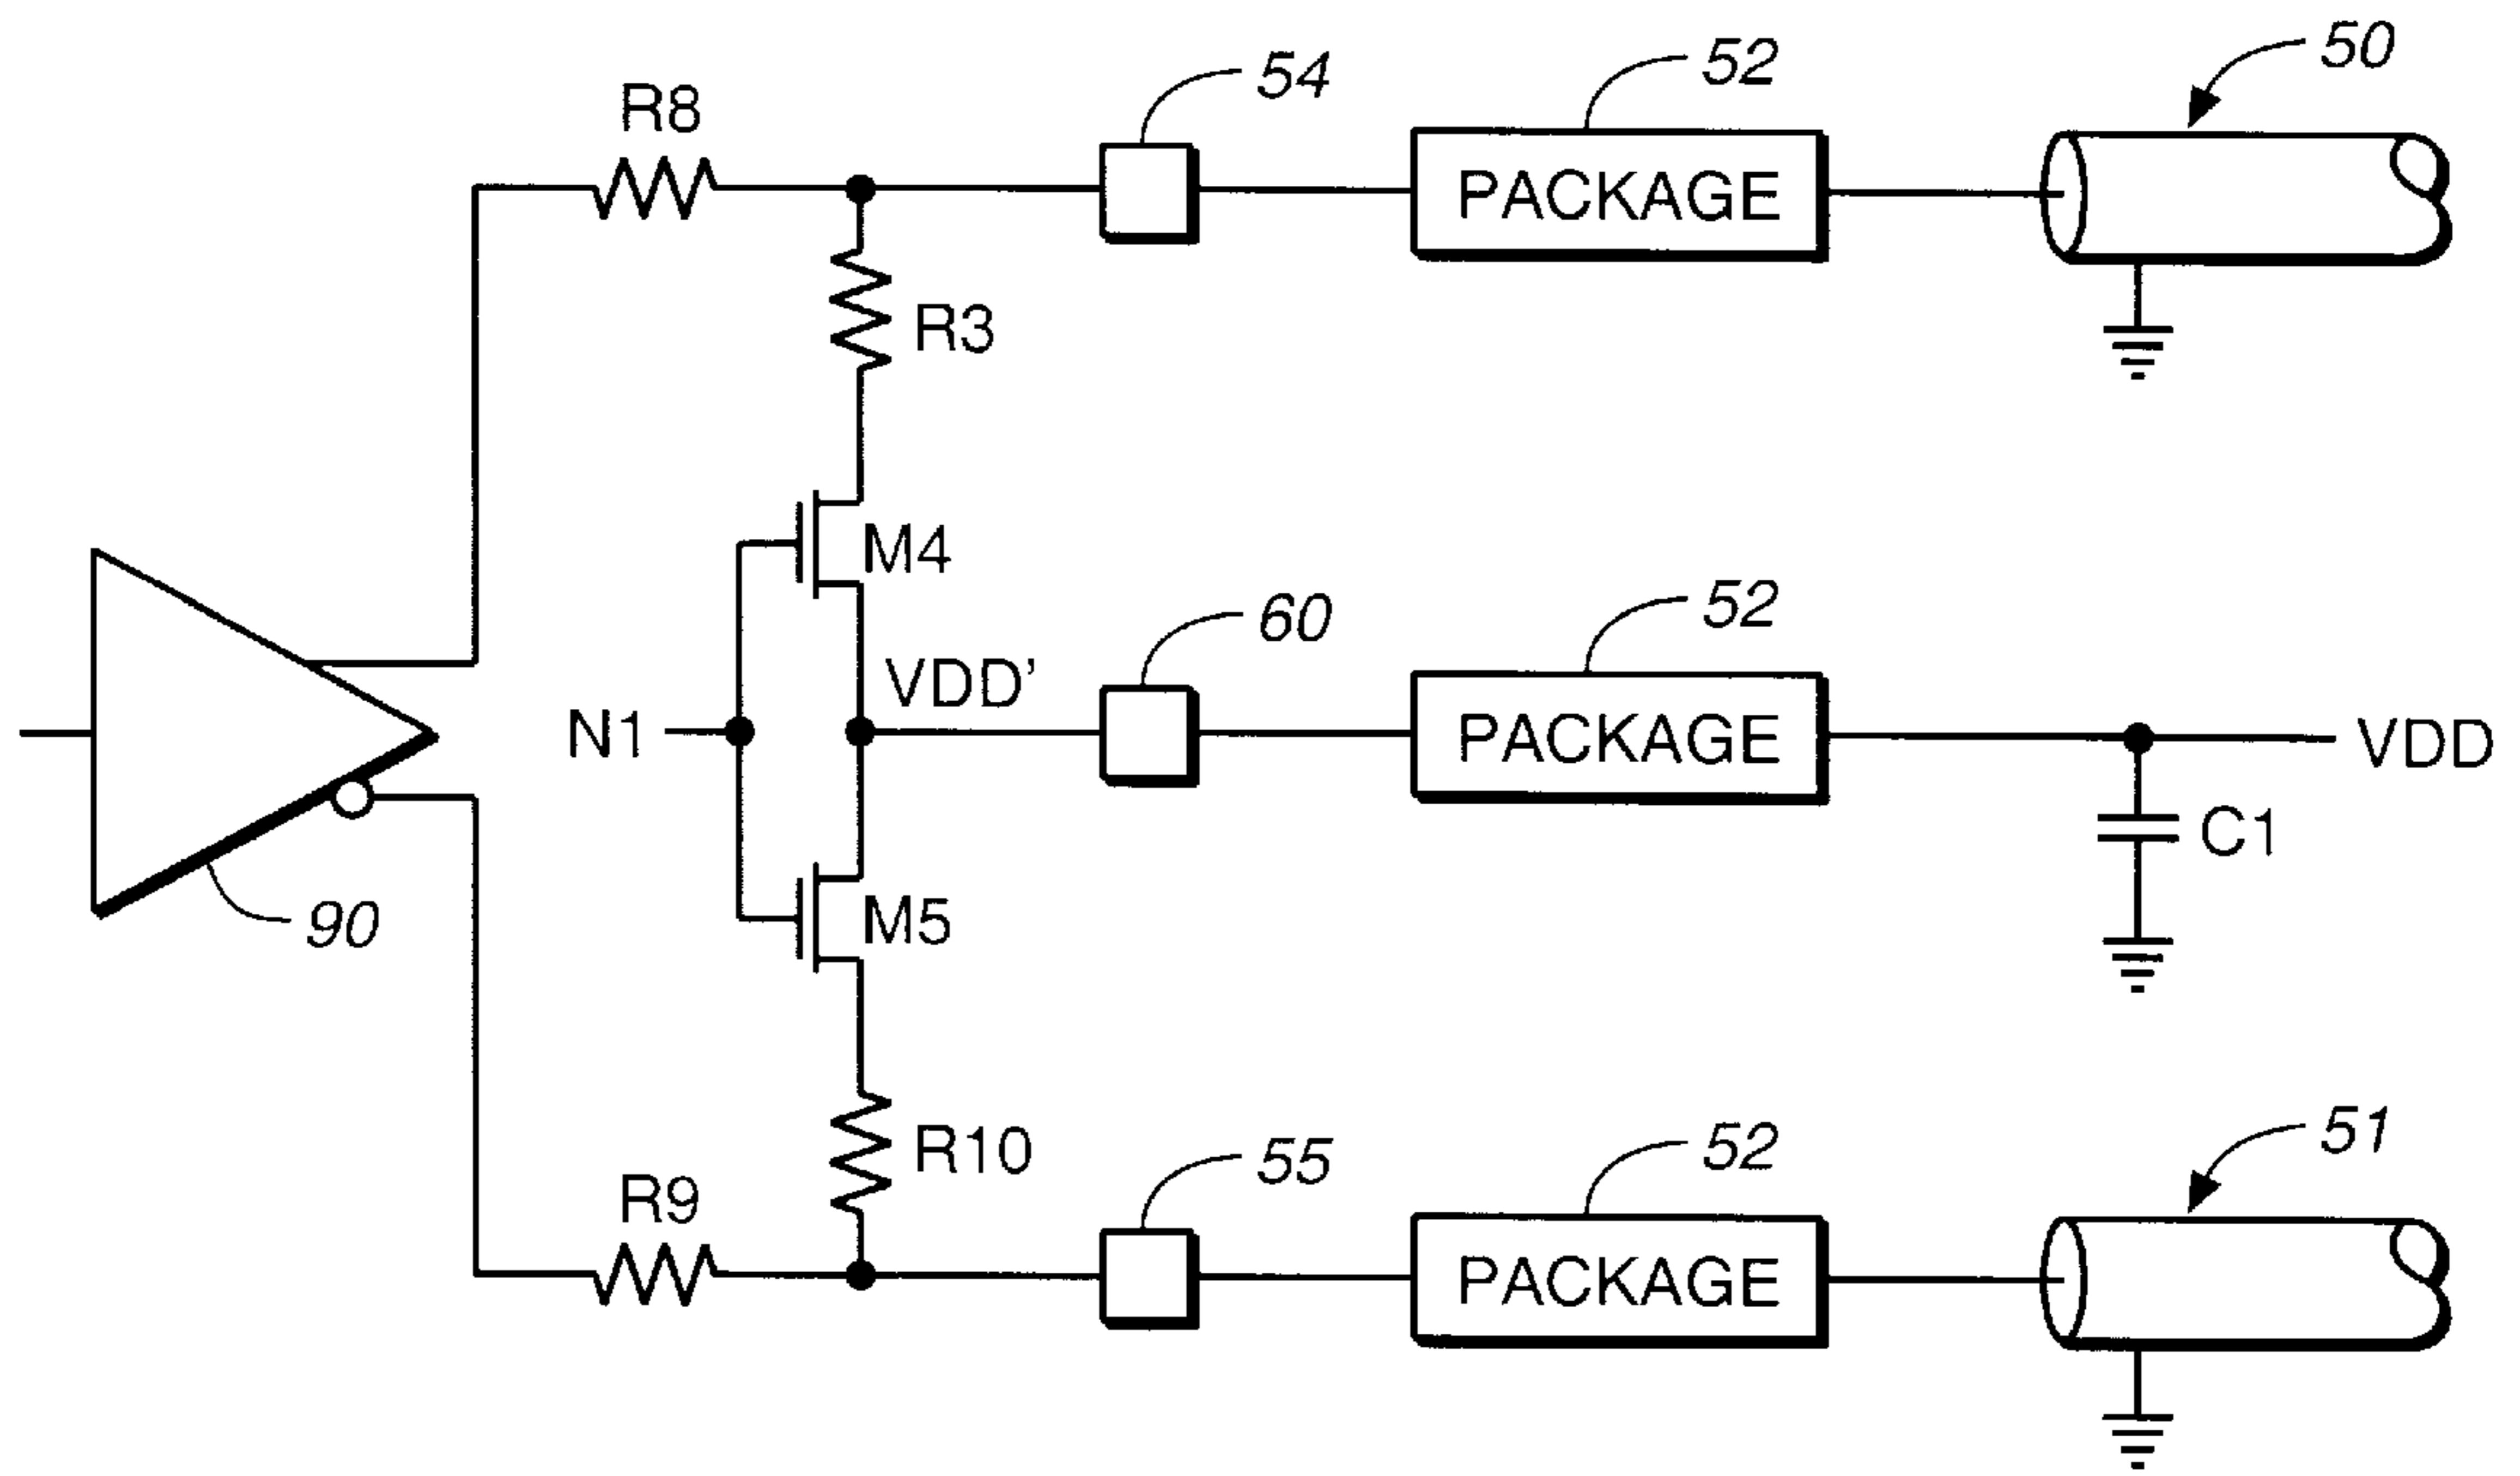 50
52
54
R8
PACKAGE
R3
M4
52
60
VDD'
N1
PACKAGE
VDD
C1
M5
90
51
52
R10
55
R9
PACKAGE